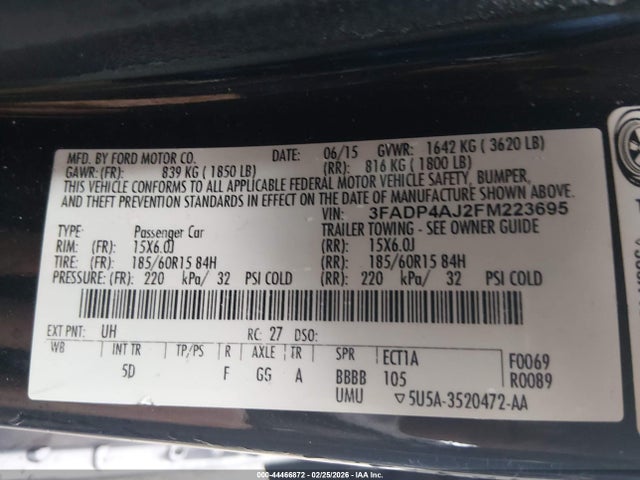 MFD. BY FORD MOTOR CO. DATE: 06/15 GVWR: 1642 KG ( 3620 LB)
GAWR: (FR): 839 KG ( 1850 LB) (RR): 816 KG ( 1800 LB)
THIS VEHICLE CONFORMS TO ALL APPLICABLE FEDERAL MOTOR VEHICLE SAFETY, BUMPER,
AND THEFT PREVENTION STANDARDS IN EFFECT ON THE DATE OF MANUFACTURE SHOWN ABOVE.
VIN: 3FADP4AJ2FM223695
TYPE: Passenger Car TRAILER TOWING - SEE OWNER GUIDE
RIM: (FR): 15X6.0J (RR): 15X6.0J
TIRE: (FR): 185/60R15 84H (RR): 185/60R15 84H
PRESSURE: (FR): 220 kPa/ 32 PSI COLD (RR): 220 kPa/ 32 PSI COLD
EXT PNT: UH RC: 27 DSO:
WB INT TR TP/PS R AXLE TR SPR ECT1A F0069
5D F GG A BBBB 105 R0089
UMU ▽5U5A-3520472-AA
000-44466872 02/25/2026 - Copyright IAA, LLC.